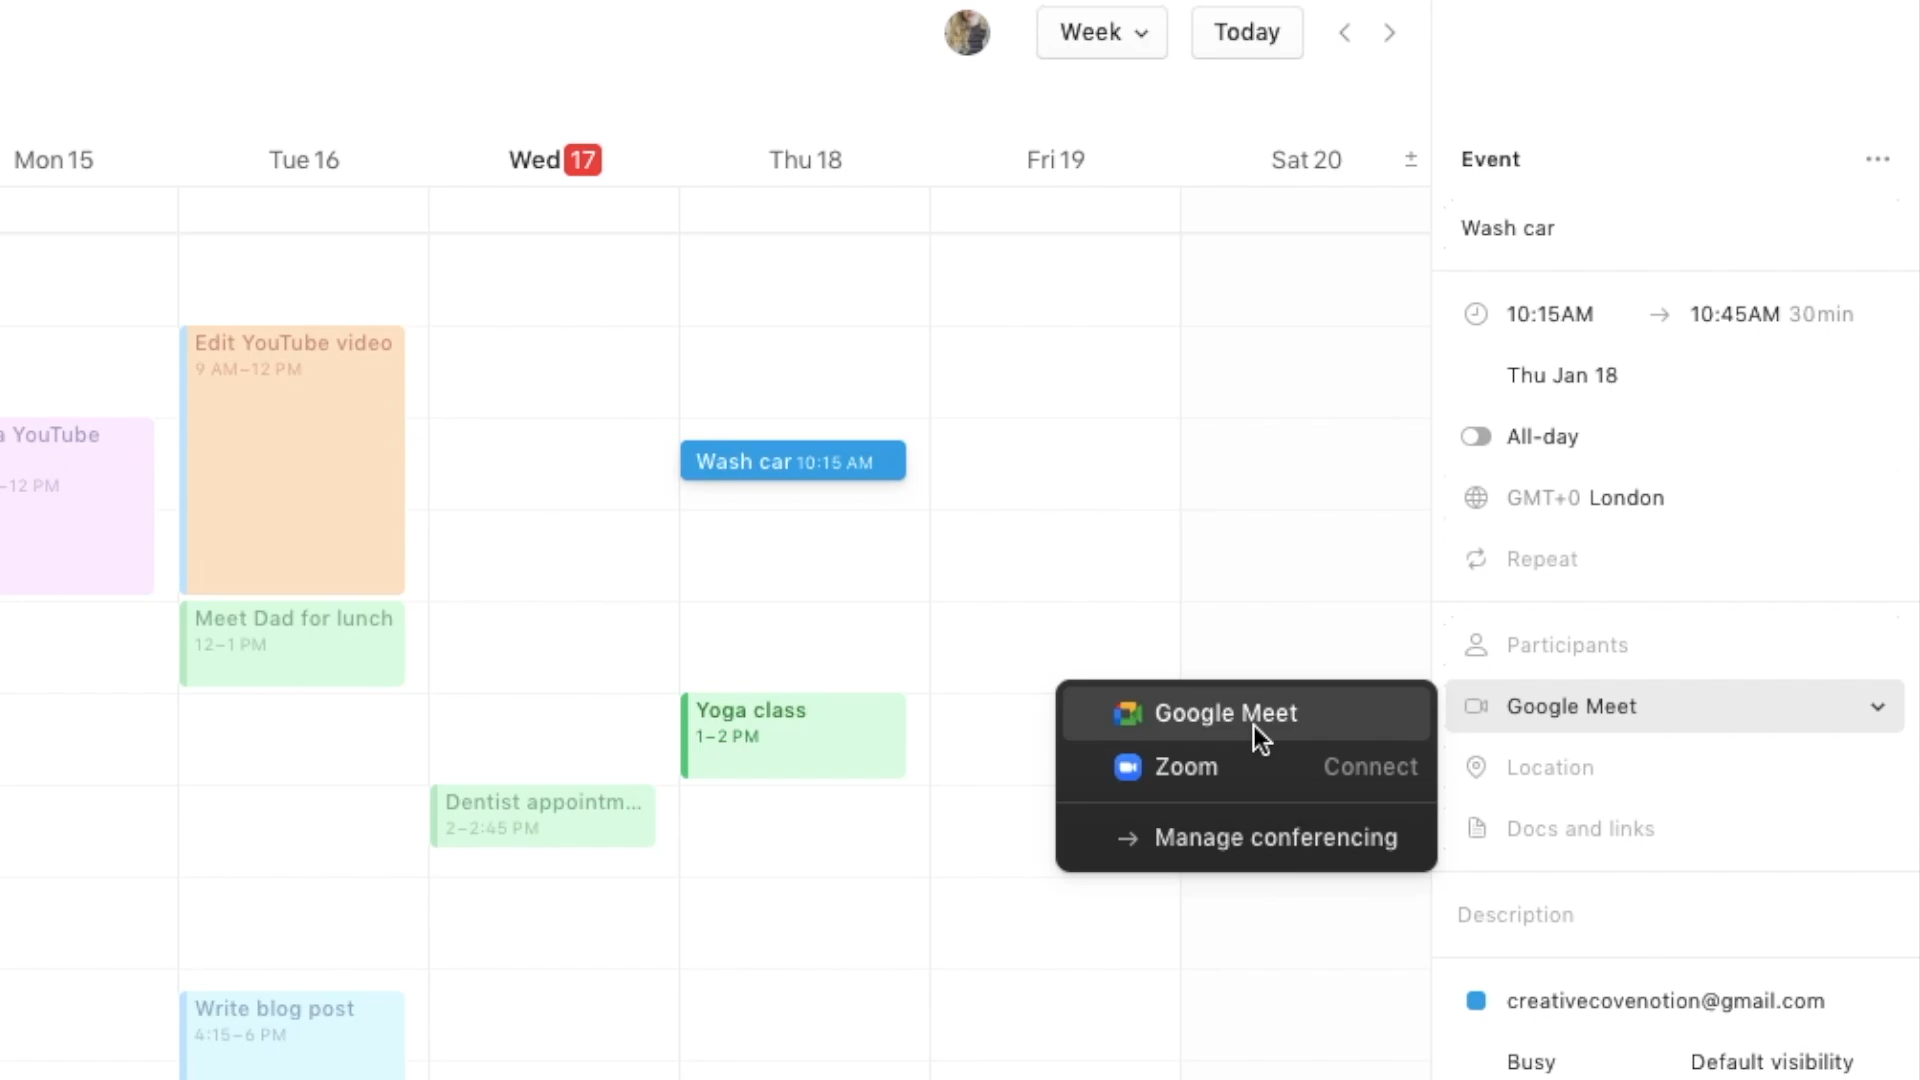 Week
Today
Mon 15
Tue 16
Wed 17
Thu 18
Fri 19
Sat 20
±
Event
Wash car
10:15AM → 10:45AM 30min
Thu Jan 18
All-day
GMT+0 London
Repeat
Participants
Google Meet
Location
Docs and links
Description
creativecovenotion@gmail.com
Busy
Default visibility
a YouTube
–12 PM
Edit YouTube video
9 AM–12 PM
Meet Dad for lunch
12–1 PM
Write blog post
4:15–6 PM
Dentist appointm...
2–2:45 PM
Wash car 10:15 AM
Yoga class
1–2 PM
Google Meet
Zoom Connect
→ Manage conferencing